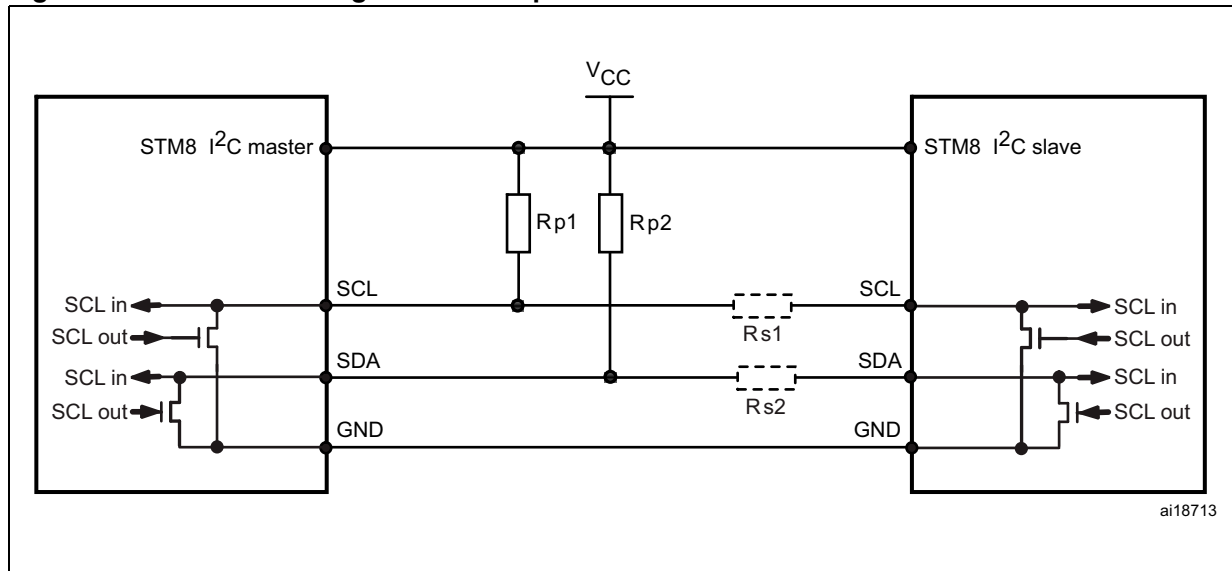 V_CC
STM8 I²C master
STM8 I²C slave
Rp1
Rp2
SCL
SCL
SCL in
SCL in
Rs1
SCL out
SCL out
SDA
SDA
SCL in
SCL in
Rs2
SCL out
SCL out
GND
GND
ai18713